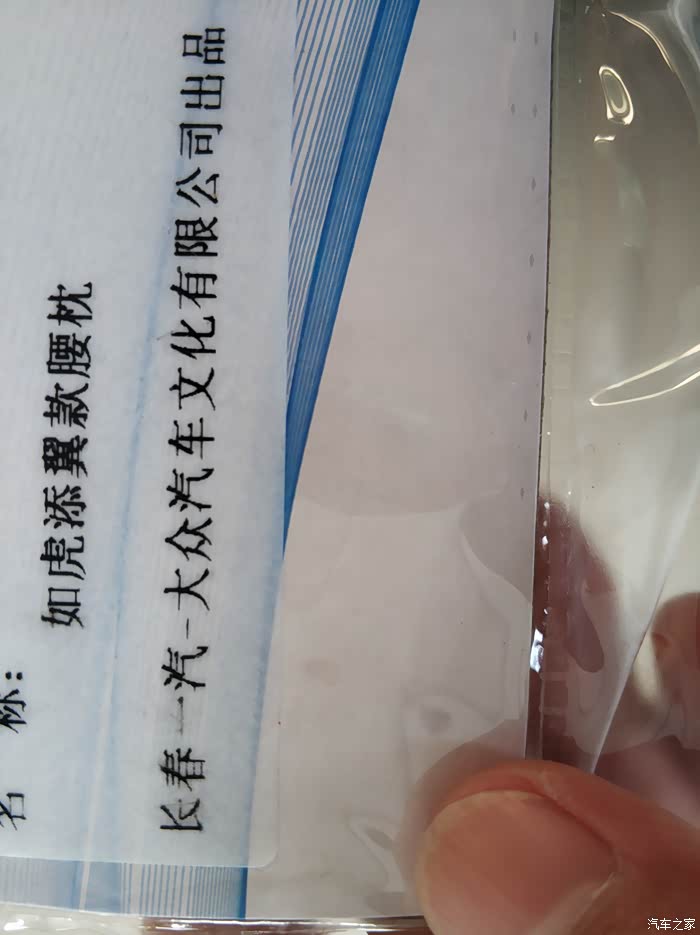 名 称:
如虎添翼款腰枕
长春一汽-大众汽车文化有限公司出品
汽车之家